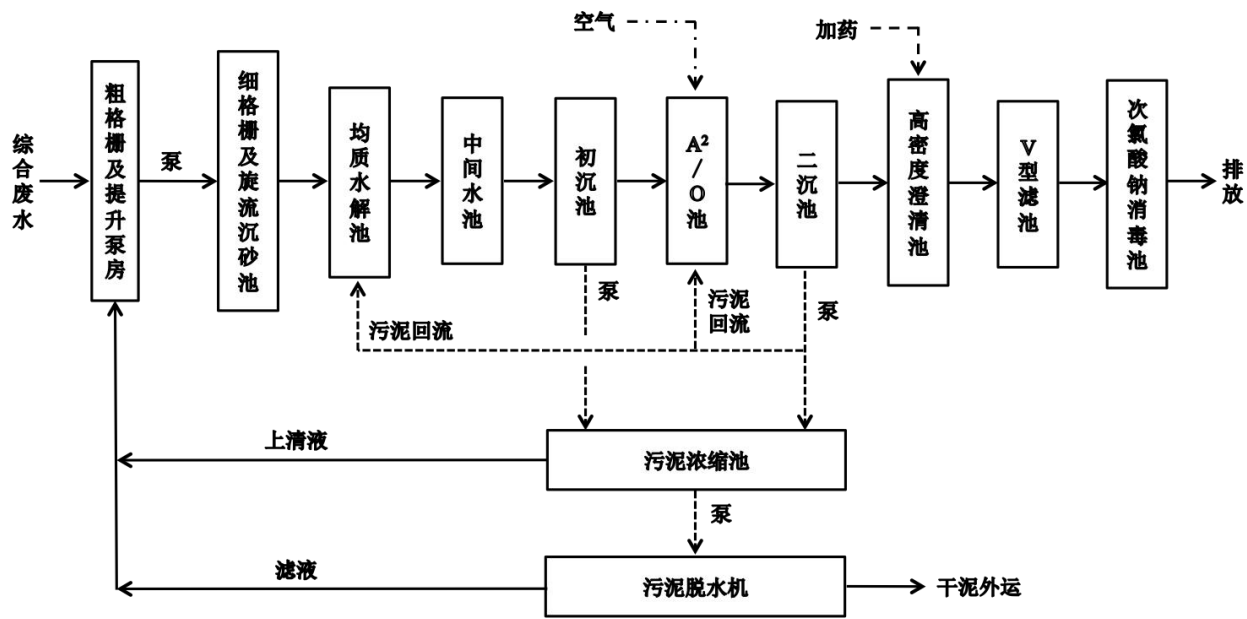 空气
加药
综合废水
粗格栅及提升泵房
泵
细格栅及旋流沉砂池
均质水解池
中间水池
初沉池
A²/O池
二沉池
高密度澄清池
V型滤池
次氯酸钠消毒池
排放
泵
污泥
回流
泵
污泥回流
上清液
污泥浓缩池
泵
滤液
污泥脱水机
干泥外运